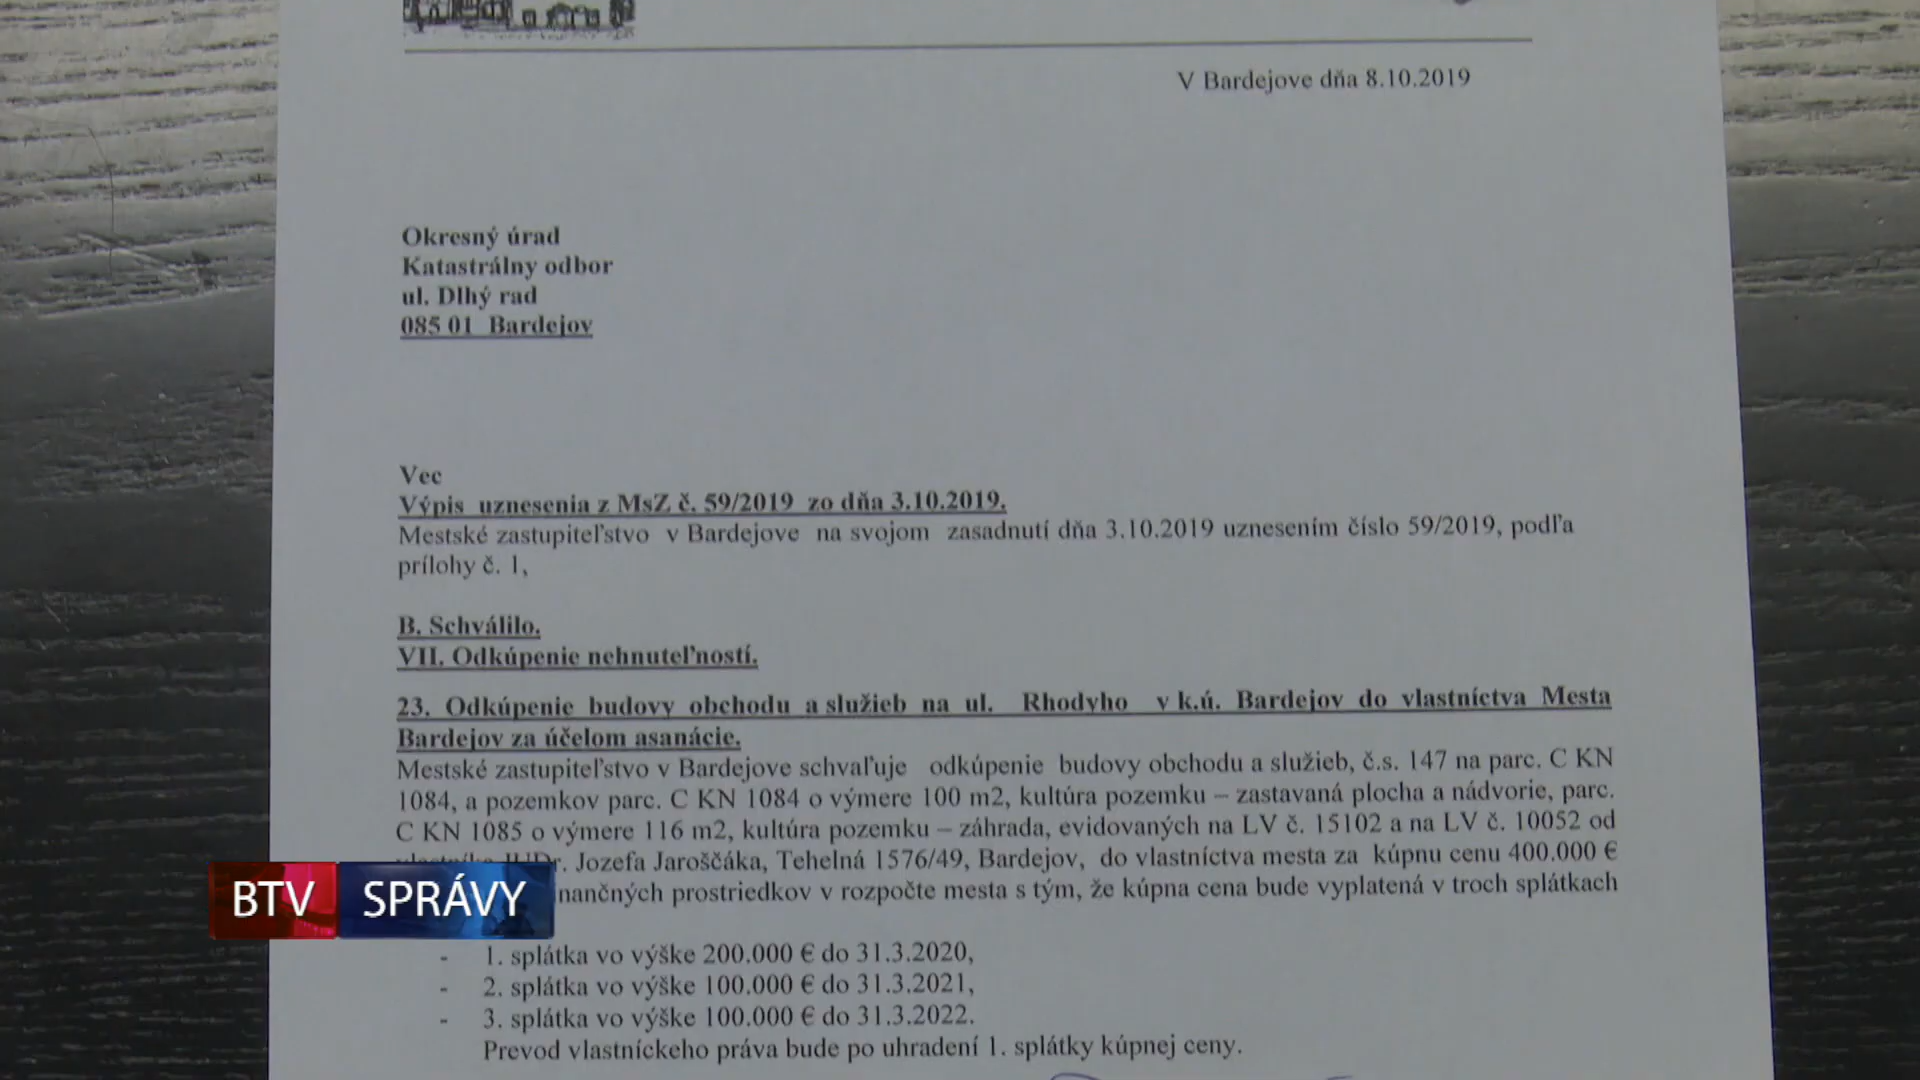 V Bardejove dňa 8.10.2019
Okresný úrad
Katastrálny odbor
ul. Dlhý rad
085 01 Bardejov
Vec
Výpis uznesenia z MsZ č. 59/2019 zo dňa 3.10.2019.
Mestské zastupiteľstvo v Bardejove na svojom zasadnutí dňa 3.10.2019 uznesením číslo 59/2019, podľa
prílohy č. 1,
B. Schválilo.
VII. Odkúpenie nehnuteľností.
23. Odkúpenie budovy obchodu a služieb na ul. Rhodyho v k.ú. Bardejov do vlastníctva Mesta
Bardejov za účelom asanácie.
Mestské zastupiteľstvo v Bardejove schvaľuje odkúpenie budovy obchodu a služieb, č.s. 147 na parc. C KN
1084, a pozemkov parc. C KN 1084 o výmere 100 m2, kultúra pozemku – zastavaná plocha a nádvorie, parc.
C KN 1085 o výmere 116 m2, kultúra pozemku – záhrada, evidovaných na LV č. 15102 a na LV č. 10052 od
Jozefa Jaroščáka, Tehelná 1576/49, Bardejov, do vlastníctva mesta za kúpnu cenu 400.000 €
nančných prostriedkov v rozpočte mesta s tým, že kúpna cena bude vyplatená v troch splátkach
BTV SPRÁVY
- 1. splátka vo výške 200.000 € do 31.3.2020,
- 2. splátka vo výške 100.000 € do 31.3.2021,
- 3. splátka vo výške 100.000 € do 31.3.2022.
Prevod vlastníckeho práva bude po uhradení 1. splátky kúpnej ceny.